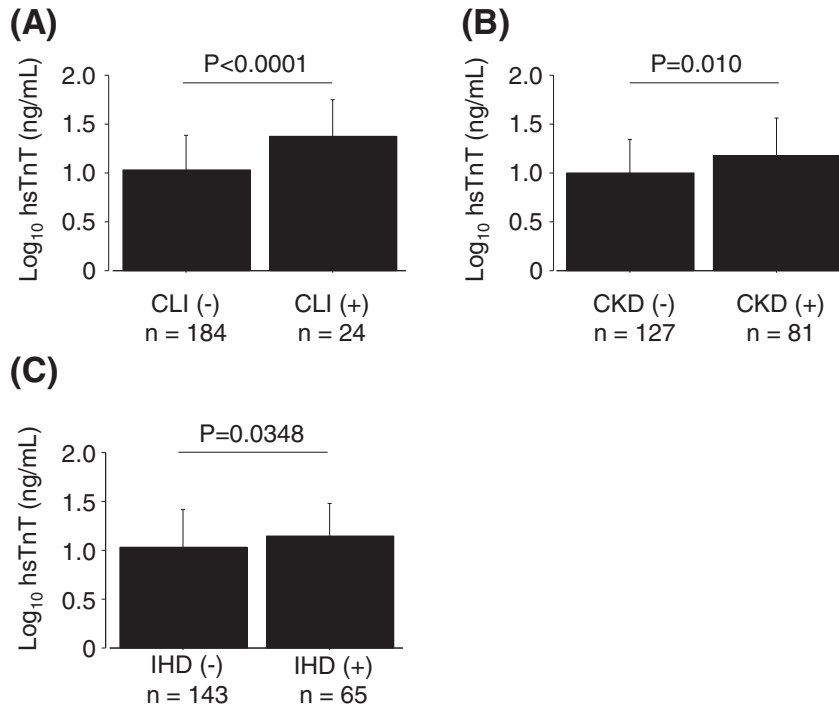 (A)
P<0.0001
Log10 hsTnT (ng/mL)
2.0
1.5
1.0
0.5
0
CLI (-)
n = 184
CLI (+)
n = 24
(B)
P=0.010
Log10 hsTnT (ng/mL)
2.0
1.5
1.0
0.5
0
CKD (-)
n = 127
CKD (+)
n = 81
(C)
P=0.0348
Log10 hsTnT (ng/mL)
2.0
1.5
1.0
0.5
0
IHD (-)
n = 143
IHD (+)
n = 65